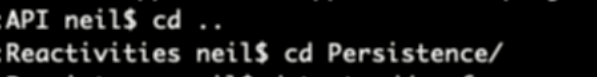 :API neil$ cd ..
:Reactivities neil$ cd Persistence/